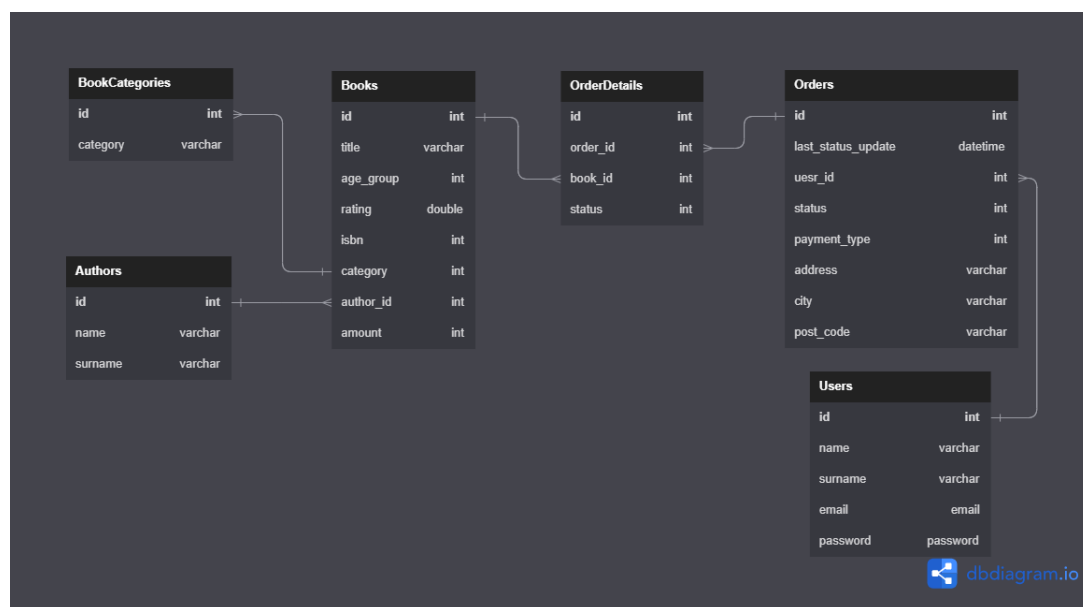 BookCategories
id int
category varchar
Books
id int
title varchar
age_group int
rating double
isbn int
category int
author_id int
amount int
OrderDetails
id int
order_id int
book_id int
status int
Orders
id int
last_status_update datetime
uesr_id int
status int
payment_type int
address varchar
city varchar
post_code varchar
Authors
id int
name varchar
surname varchar
Users
id int
name varchar
surname varchar
email email
password password
dbdiagram.io